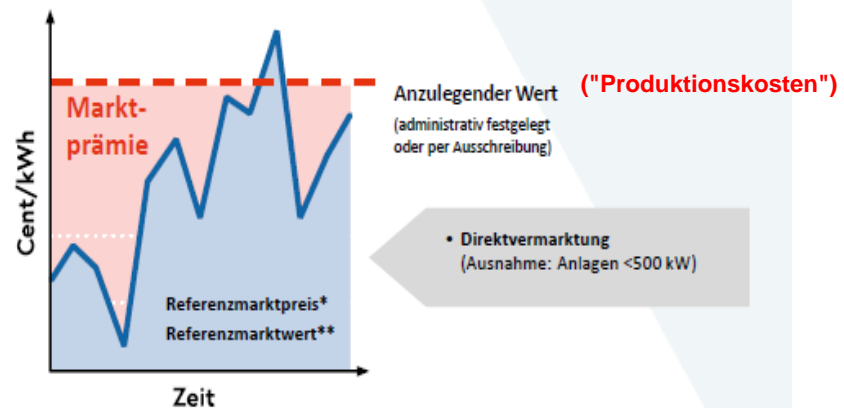 Cent/kWh
Markt-
prämie
Anzulegender Wert
("Produktionskosten")
(administrativ festgelegt
oder per Ausschreibung)
• Direktvermarktung
(Ausnahme: Anlagen <500 kW)
Referenzmarktpreis*
Referenzmarktwert**
Zeit